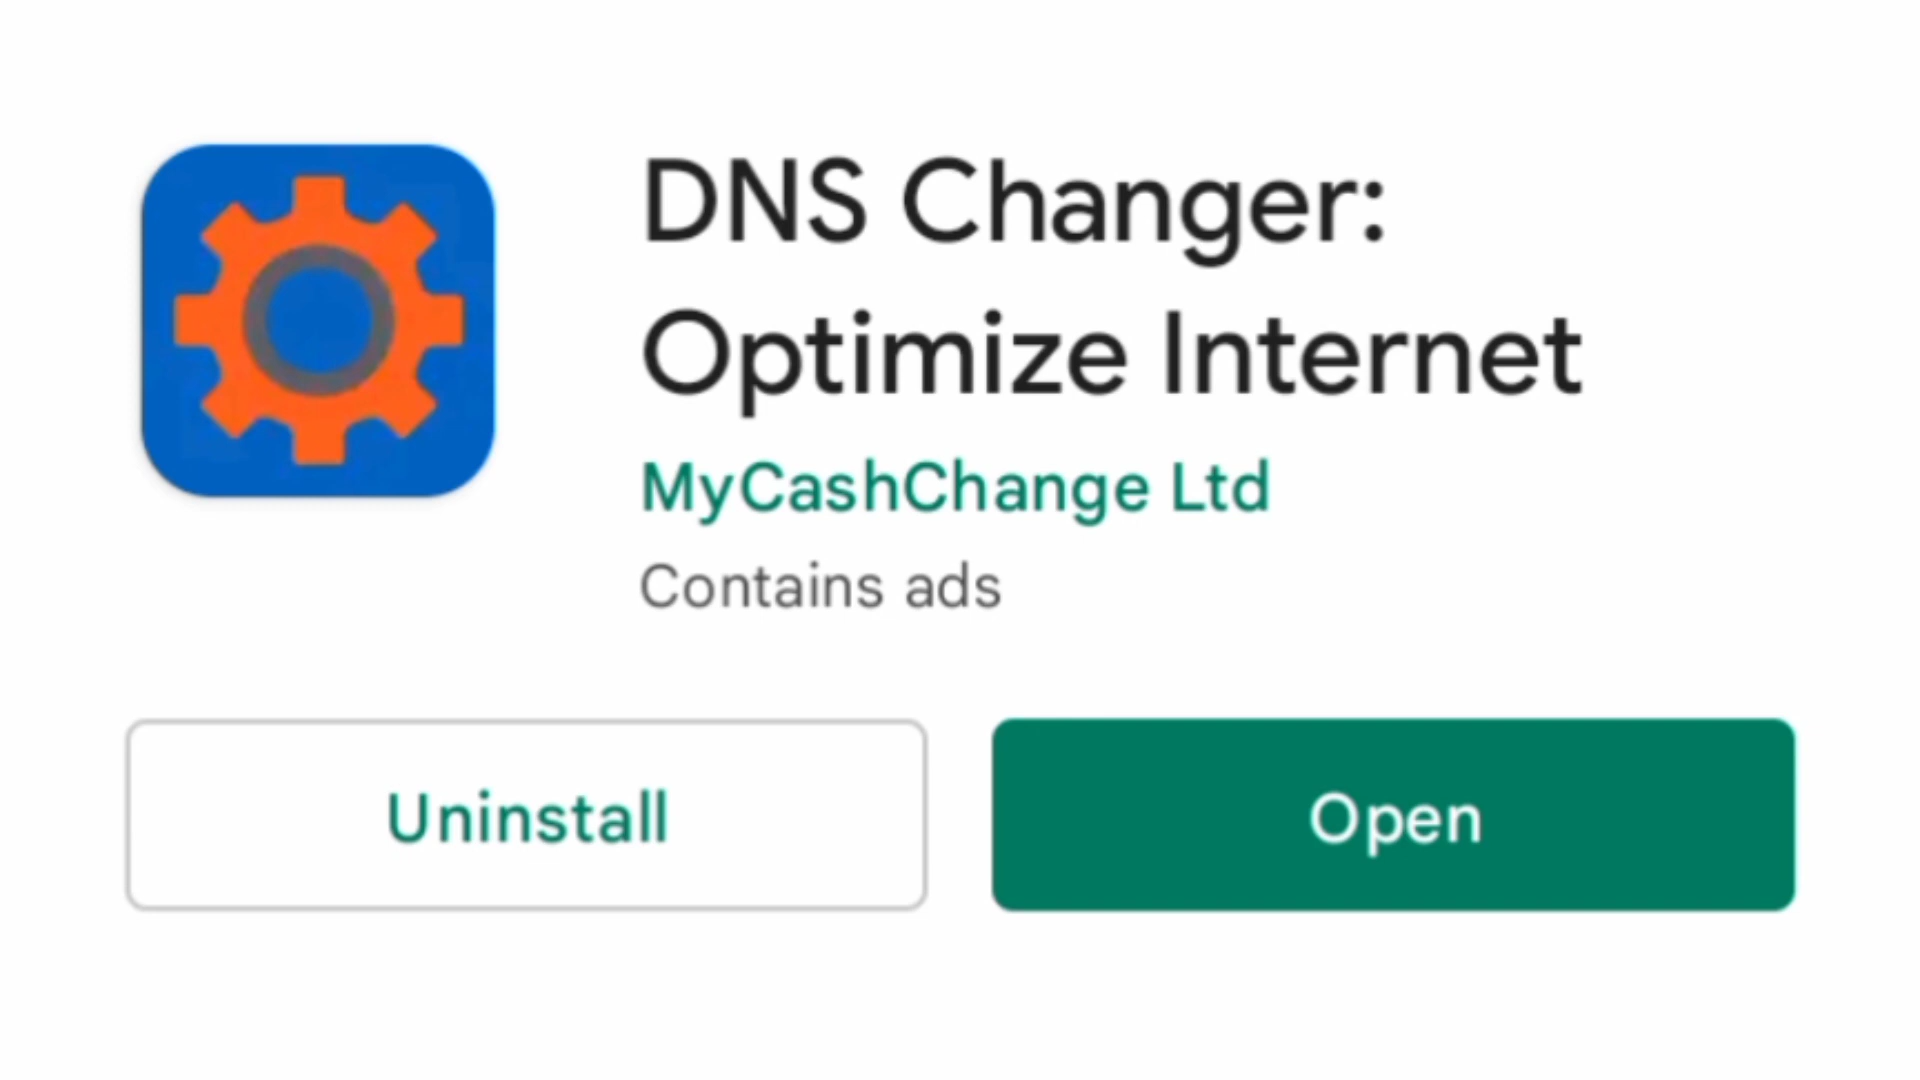 DNS Changer:
Optimize Internet
MyCashChange Ltd
Contains ads
Uninstall
Open